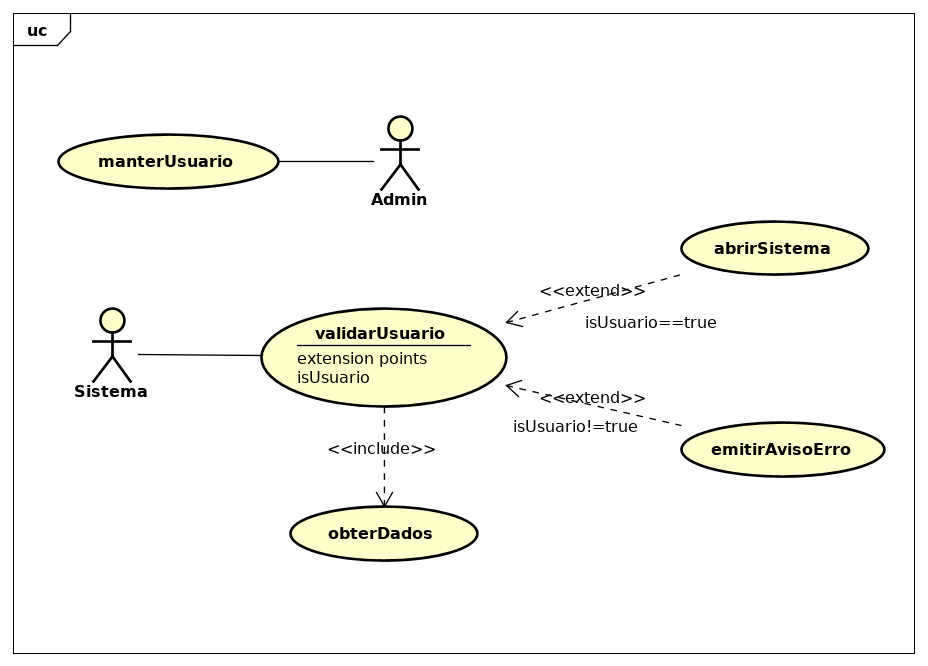 uc
manterUsuario
Admin
abrirSistema
<<extend>>
isUsuario==true
Sistema
validarUsuario
extension points
isUsuario
<<extend>>
isUsuario!=true
emitirAvisoErro
<<include>>
obterDados